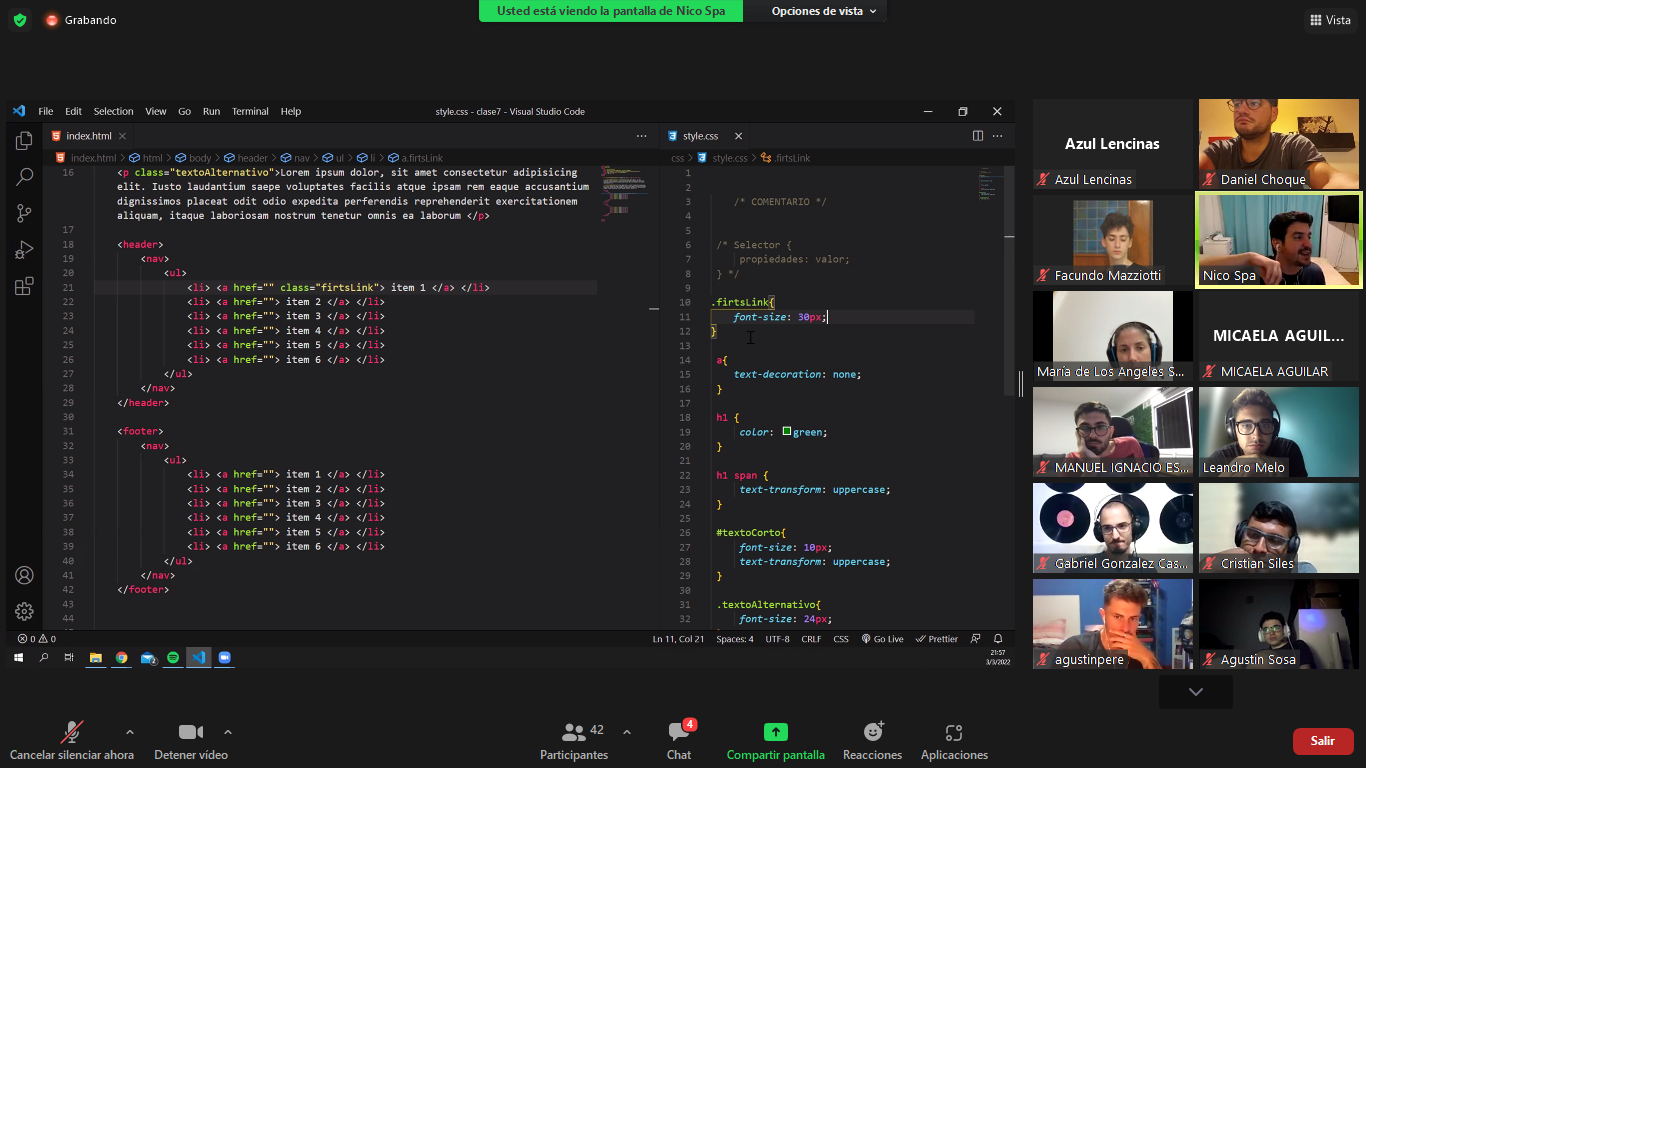 Grabando
Usted está viendo la pantalla de Nico Spa
Opciones de vista
Vista
File Edit Selection View Go Run Terminal Help
style.css - clase7 - Visual Studio Code
index.html
index.html > html > body > header > nav > ul > li > a.firtsLink
16 <p class="textoAlternativo">Lorem ipsum dolor, sit amet consectetur adipisicing
elit. Iusto laudantium saepe voluptates facilis atque ipsam rem eaque accusantium
dignissimos placeat odit odio expedita perferendis reprehenderit exercitationem
aliquam, itaque laboriosam nostrum tenetur omnis ea laborum </p>
17
18 <header>
19 <nav>
20 <ul>
21 <li> <a href="" class="firtsLink"> item 1 </a> </li>
22 <li> <a href=""> item 2 </a> </li>
23 <li> <a href=""> item 3 </a> </li>
24 <li> <a href=""> item 4 </a> </li>
25 <li> <a href=""> item 5 </a> </li>
26 <li> <a href=""> item 6 </a> </li>
27 </ul>
28 </nav>
29 </header>
30
31 <footer>
32 <nav>
33 <ul>
34 <li> <a href=""> item 1 </a> </li>
35 <li> <a href=""> item 2 </a> </li>
36 <li> <a href=""> item 3 </a> </li>
37 <li> <a href=""> item 4 </a> </li>
38 <li> <a href=""> item 5 </a> </li>
39 <li> <a href=""> item 6 </a> </li>
40 </ul>
41 </nav>
42 </footer>
43
44
style.css
css > style.css > .firtsLink
1
2
3 /* COMENTARIO */
4
5
6 /* Selector {
7 propiedades: valor;
8 } */
9
10 .firtsLink{
11 font-size: 30px;
12 }
13
14 a{
15 text-decoration: none;
16 }
17
18 h1 {
19 color: green;
20 }
21
22 h1 span {
23 text-transform: uppercase;
24 }
25
26 #textoCorto{
27 font-size: 10px;
28 text-transform: uppercase;
29 }
30
31 .textoAlternativo{
32 font-size: 24px;
0 0
Ln 11, Col 21 Spaces: 4 UTF-8 CRLF CSS Go Live Prettier
2
21:57
3/3/2022
Azul Lencinas
Azul Lencinas
Daniel Choque
Facundo Mazziotti
Nico Spa
María de Los Angeles S...
MICAELA AGUIL...
MICAELA AGUILAR
MANUEL IGNACIO ES...
Leandro Melo
Gabriel Gonzalez Cas...
Cristian Siles
agustinpere
Agustin Sosa
Cancelar silenciar ahora
Detener vídeo
42
Participantes
4
Chat
Compartir pantalla
Reacciones
Aplicaciones
Salir